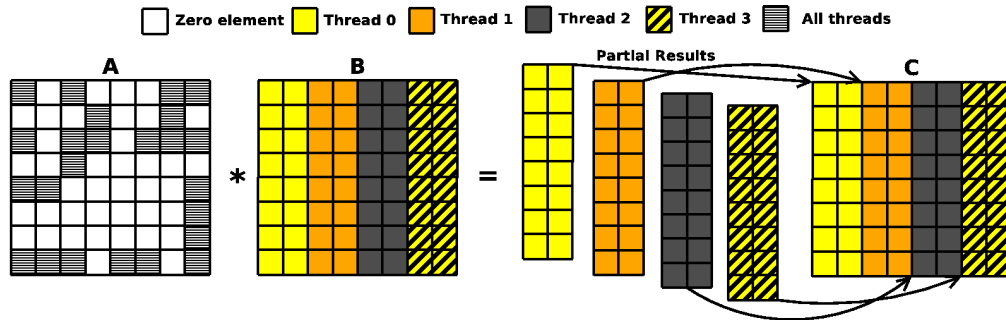 Zero element Thread 0 Thread 1 Thread 2 Thread 3 All threads
Partial Results
A B C
* =